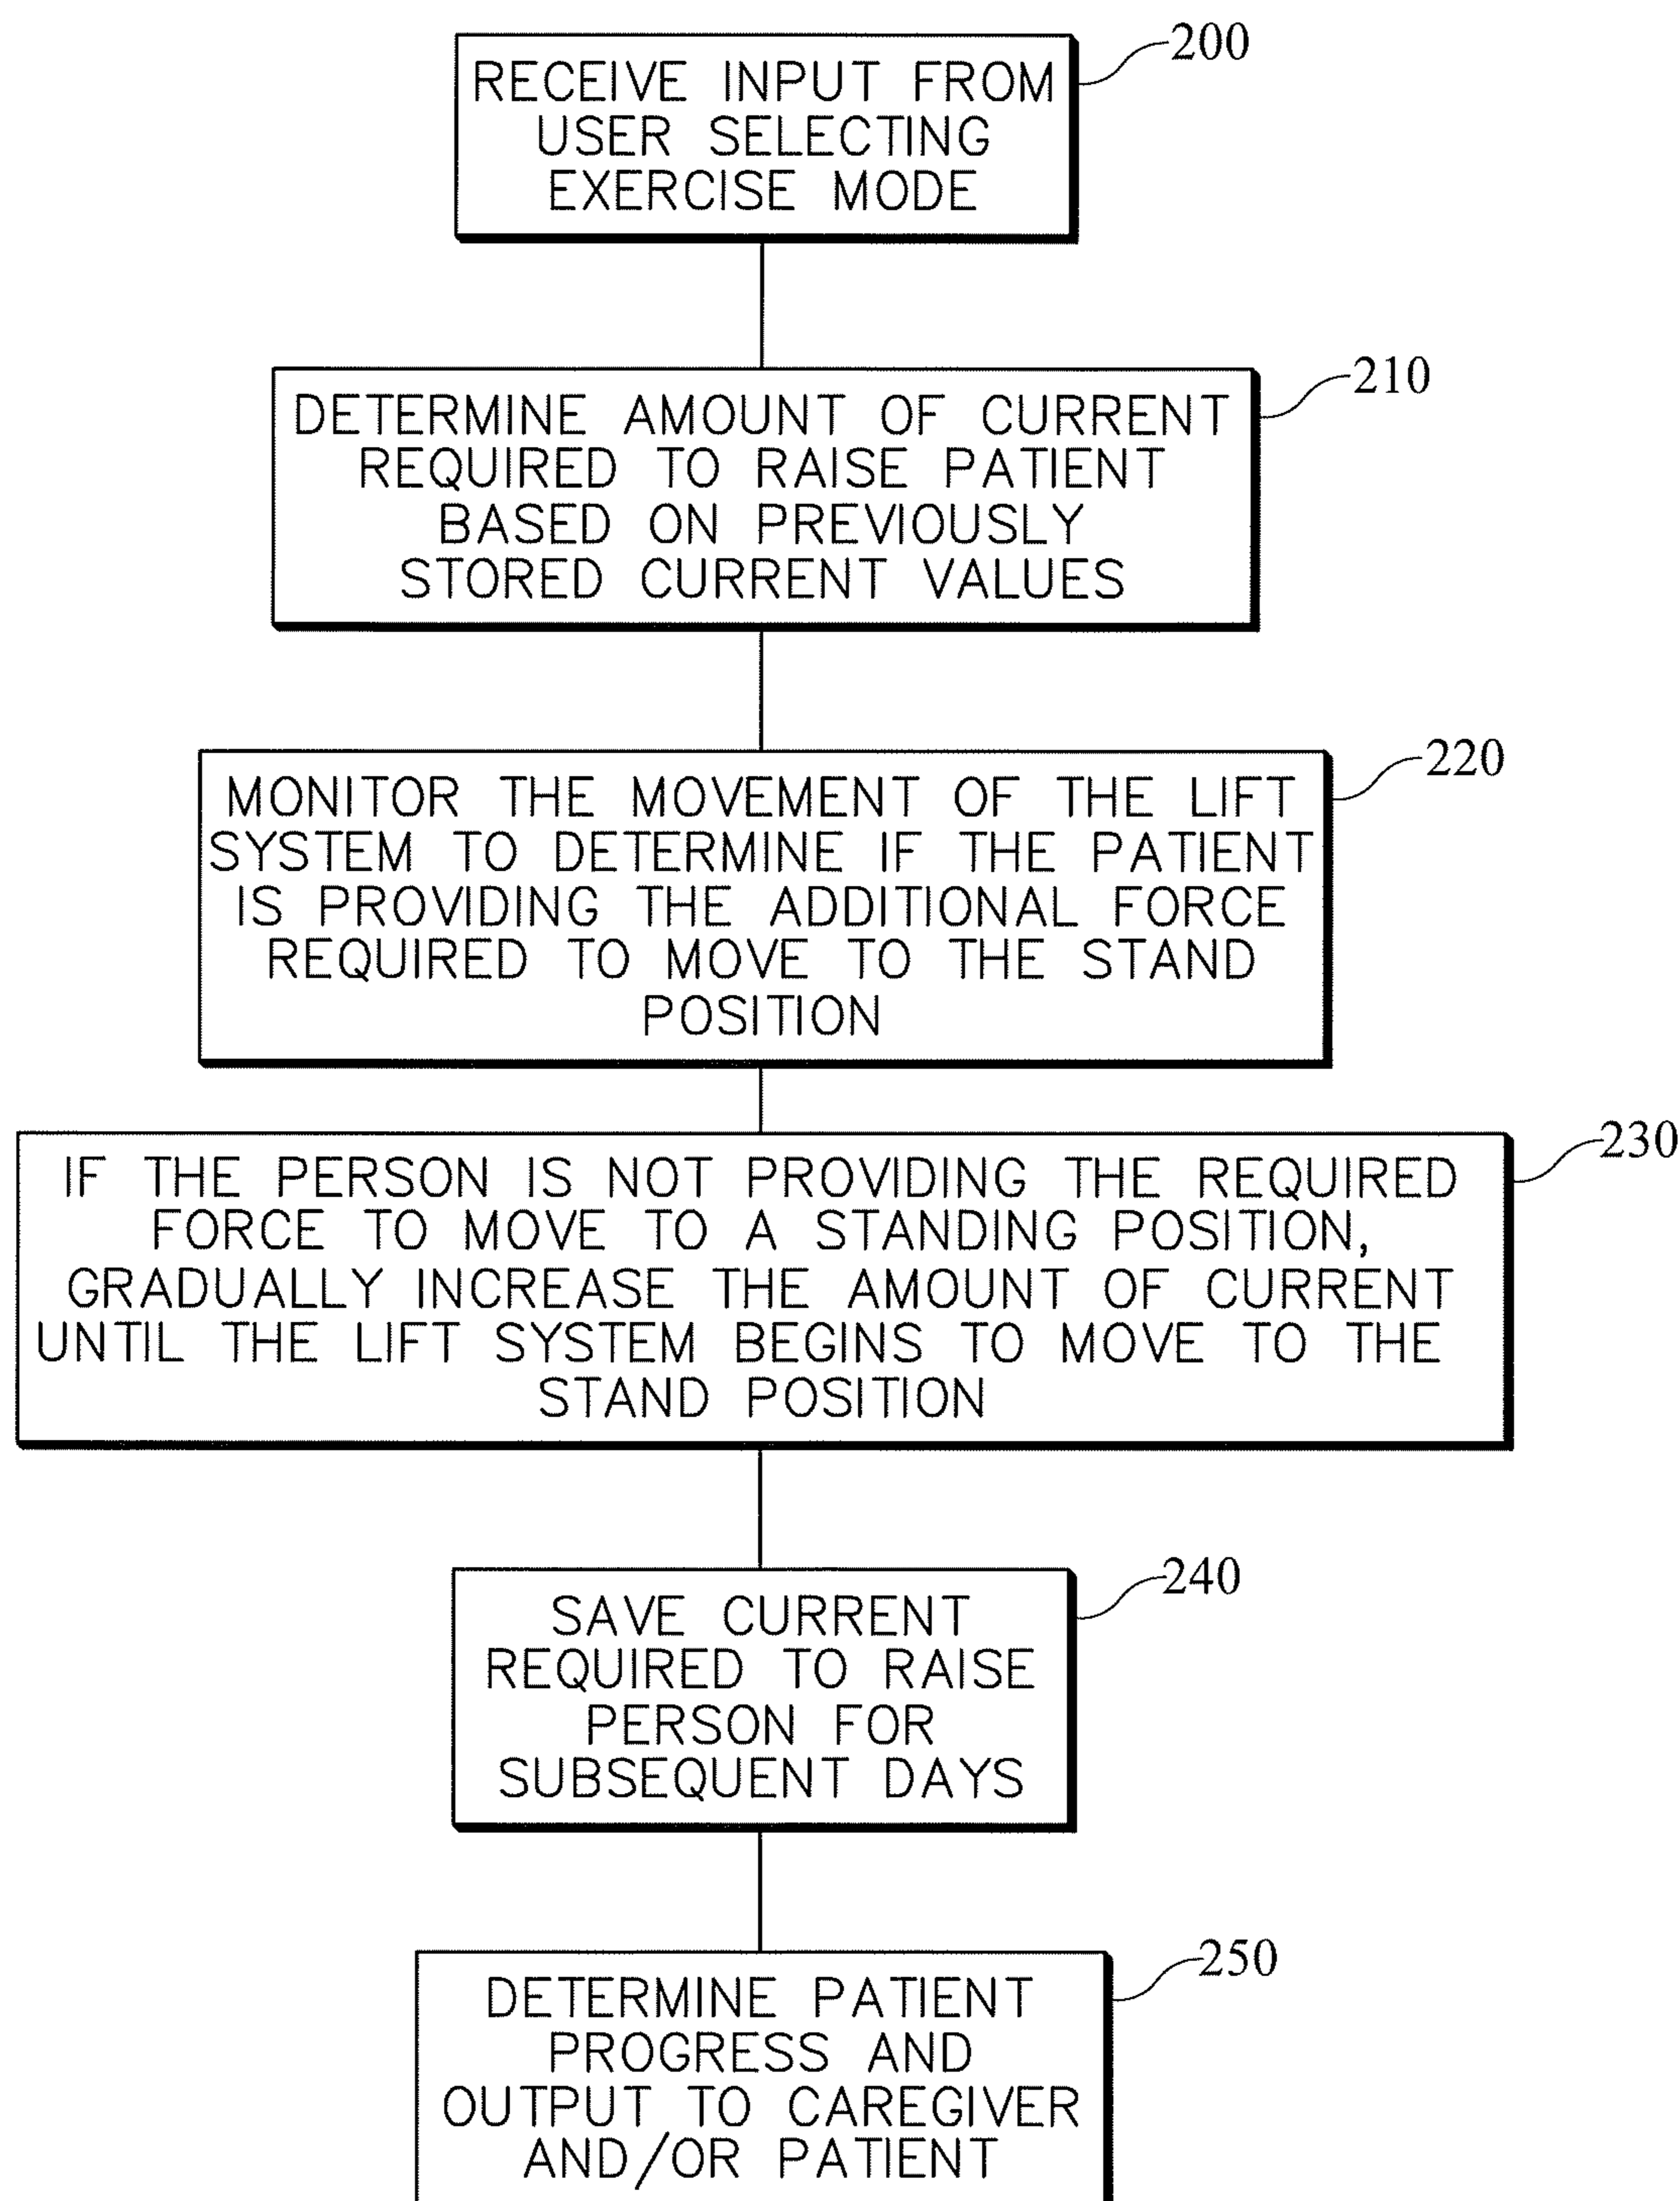 200
RECEIVE INPUT FROM
USER SELECTING
EXERCISE MODE
210
DETERMINE AMOUNT OF CURRENT
REQUIRED TO RAISE PATIENT
BASED ON PREVIOUSLY
STORED CURRENT VALUES
220
MONITOR THE MOVEMENT OF THE LIFT
SYSTEM TO DETERMINE IF THE PATIENT
IS PROVIDING THE ADDITIONAL FORCE
REQUIRED TO MOVE TO THE STAND
POSITION
230
IF THE PERSON IS NOT PROVIDING THE REQUIRED
FORCE TO MOVE TO A STANDING POSITION,
GRADUALLY INCREASE THE AMOUNT OF CURRENT
UNTIL THE LIFT SYSTEM BEGINS TO MOVE TO THE
STAND POSITION
240
SAVE CURRENT
REQUIRED TO RAISE
PERSON FOR
SUBSEQUENT DAYS
250
DETERMINE PATIENT
PROGRESS AND
OUTPUT TO CAREGIVER
AND/OR PATIENT